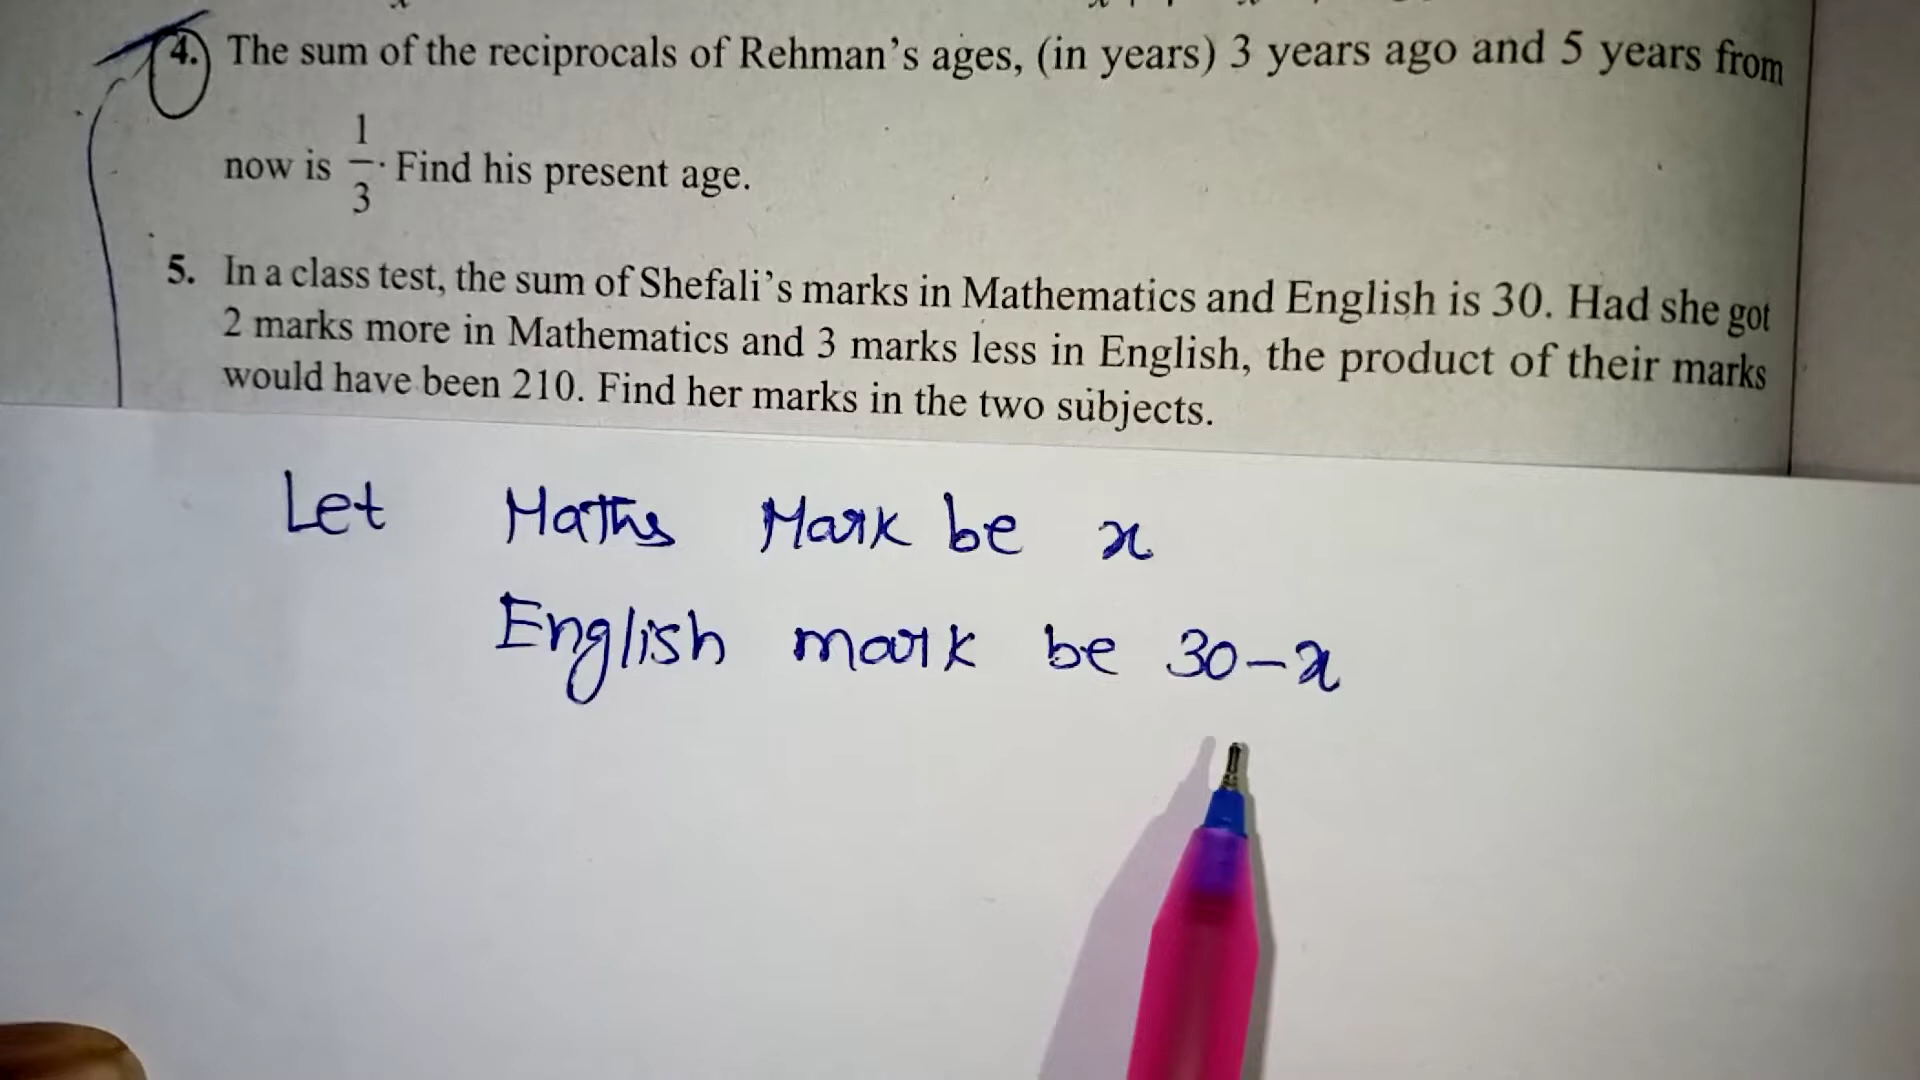 4. The sum of the reciprocals of Rehman's ages, (in years) 3 years ago and 5 years from
now is 1/3. Find his present age.
5. In a class test, the sum of Shefali's marks in Mathematics and English is 30. Had she got
2 marks more in Mathematics and 3 marks less in English, the product of their marks
would have been 210. Find her marks in the two subjects.
Let Maths Mark be x
English mark be 30-x